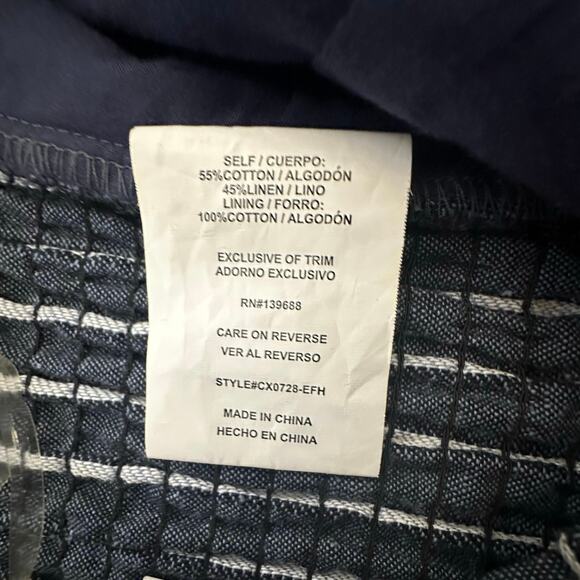 SELF / CUERPO:
55%COTTON / ALGODÓN
45%LINEN / LINO
LINING / FORRO:
100%COTTON / ALGODÓN
EXCLUSIVE OF TRIM
ADORNO EXCLUSIVO
RN#139688
CARE ON REVERSE
VER AL REVERSO
STYLE#CX0728-EFH
MADE IN CHINA
HECHO EN CHINA